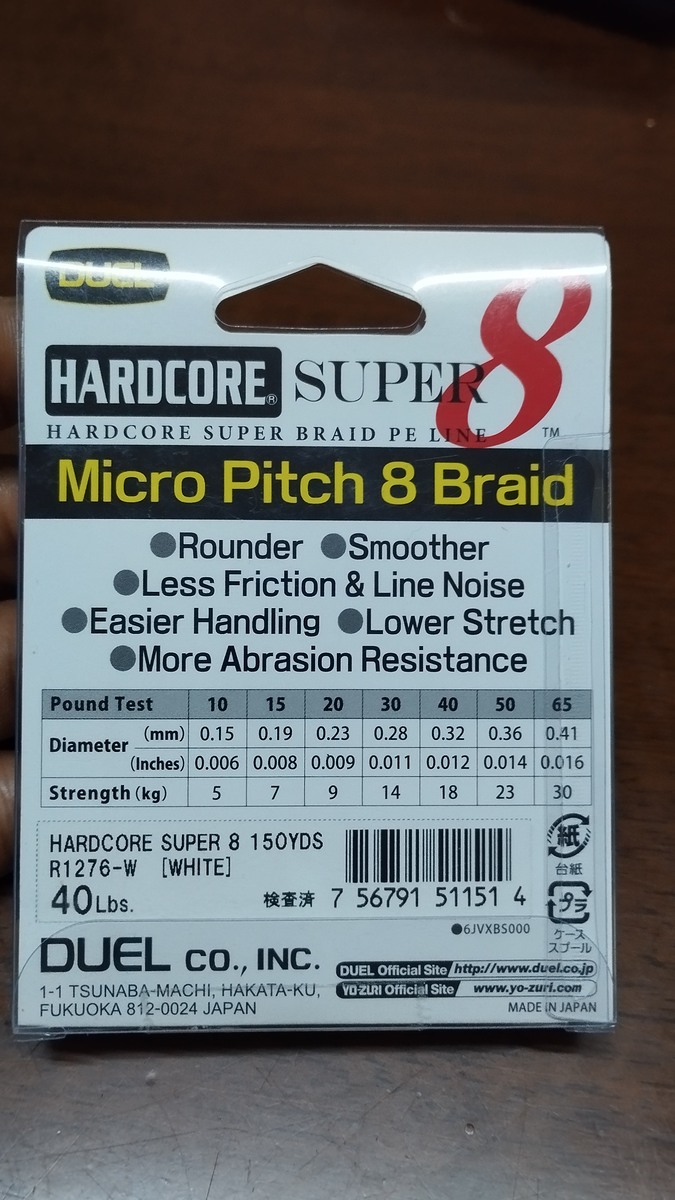 DUEL
HARDCORE® SUPER 8
HARDCORE SUPER BRAID PE LINE ™
Micro Pitch 8 Braid
●Rounder ●Smoother
●Less Friction & Line Noise
●Easier Handling ●Lower Stretch
●More Abrasion Resistance
Pound Test 10 15 20 30 40 50 65
Diameter (mm) 0.15 0.19 0.23 0.28 0.32 0.36 0.41
(Inches) 0.006 0.008 0.009 0.011 0.012 0.014 0.016
Strength (kg) 5 7 9 14 18 23 30
HARDCORE SUPER 8 150YDS
R1276-W [WHITE]
40Lbs. 検査済 7 56791 51151 4
紙
台紙
プラ
ケース
スプール
●6JVXBS000
DUEL CO., INC.
DUEL Official Site http://www.duel.co.jp
YO-ZURI Official Site www.yo-zuri.com
1-1 TSUNABA-MACHI, HAKATA-KU,
FUKUOKA 812-0024 JAPAN
MADE IN JAPAN